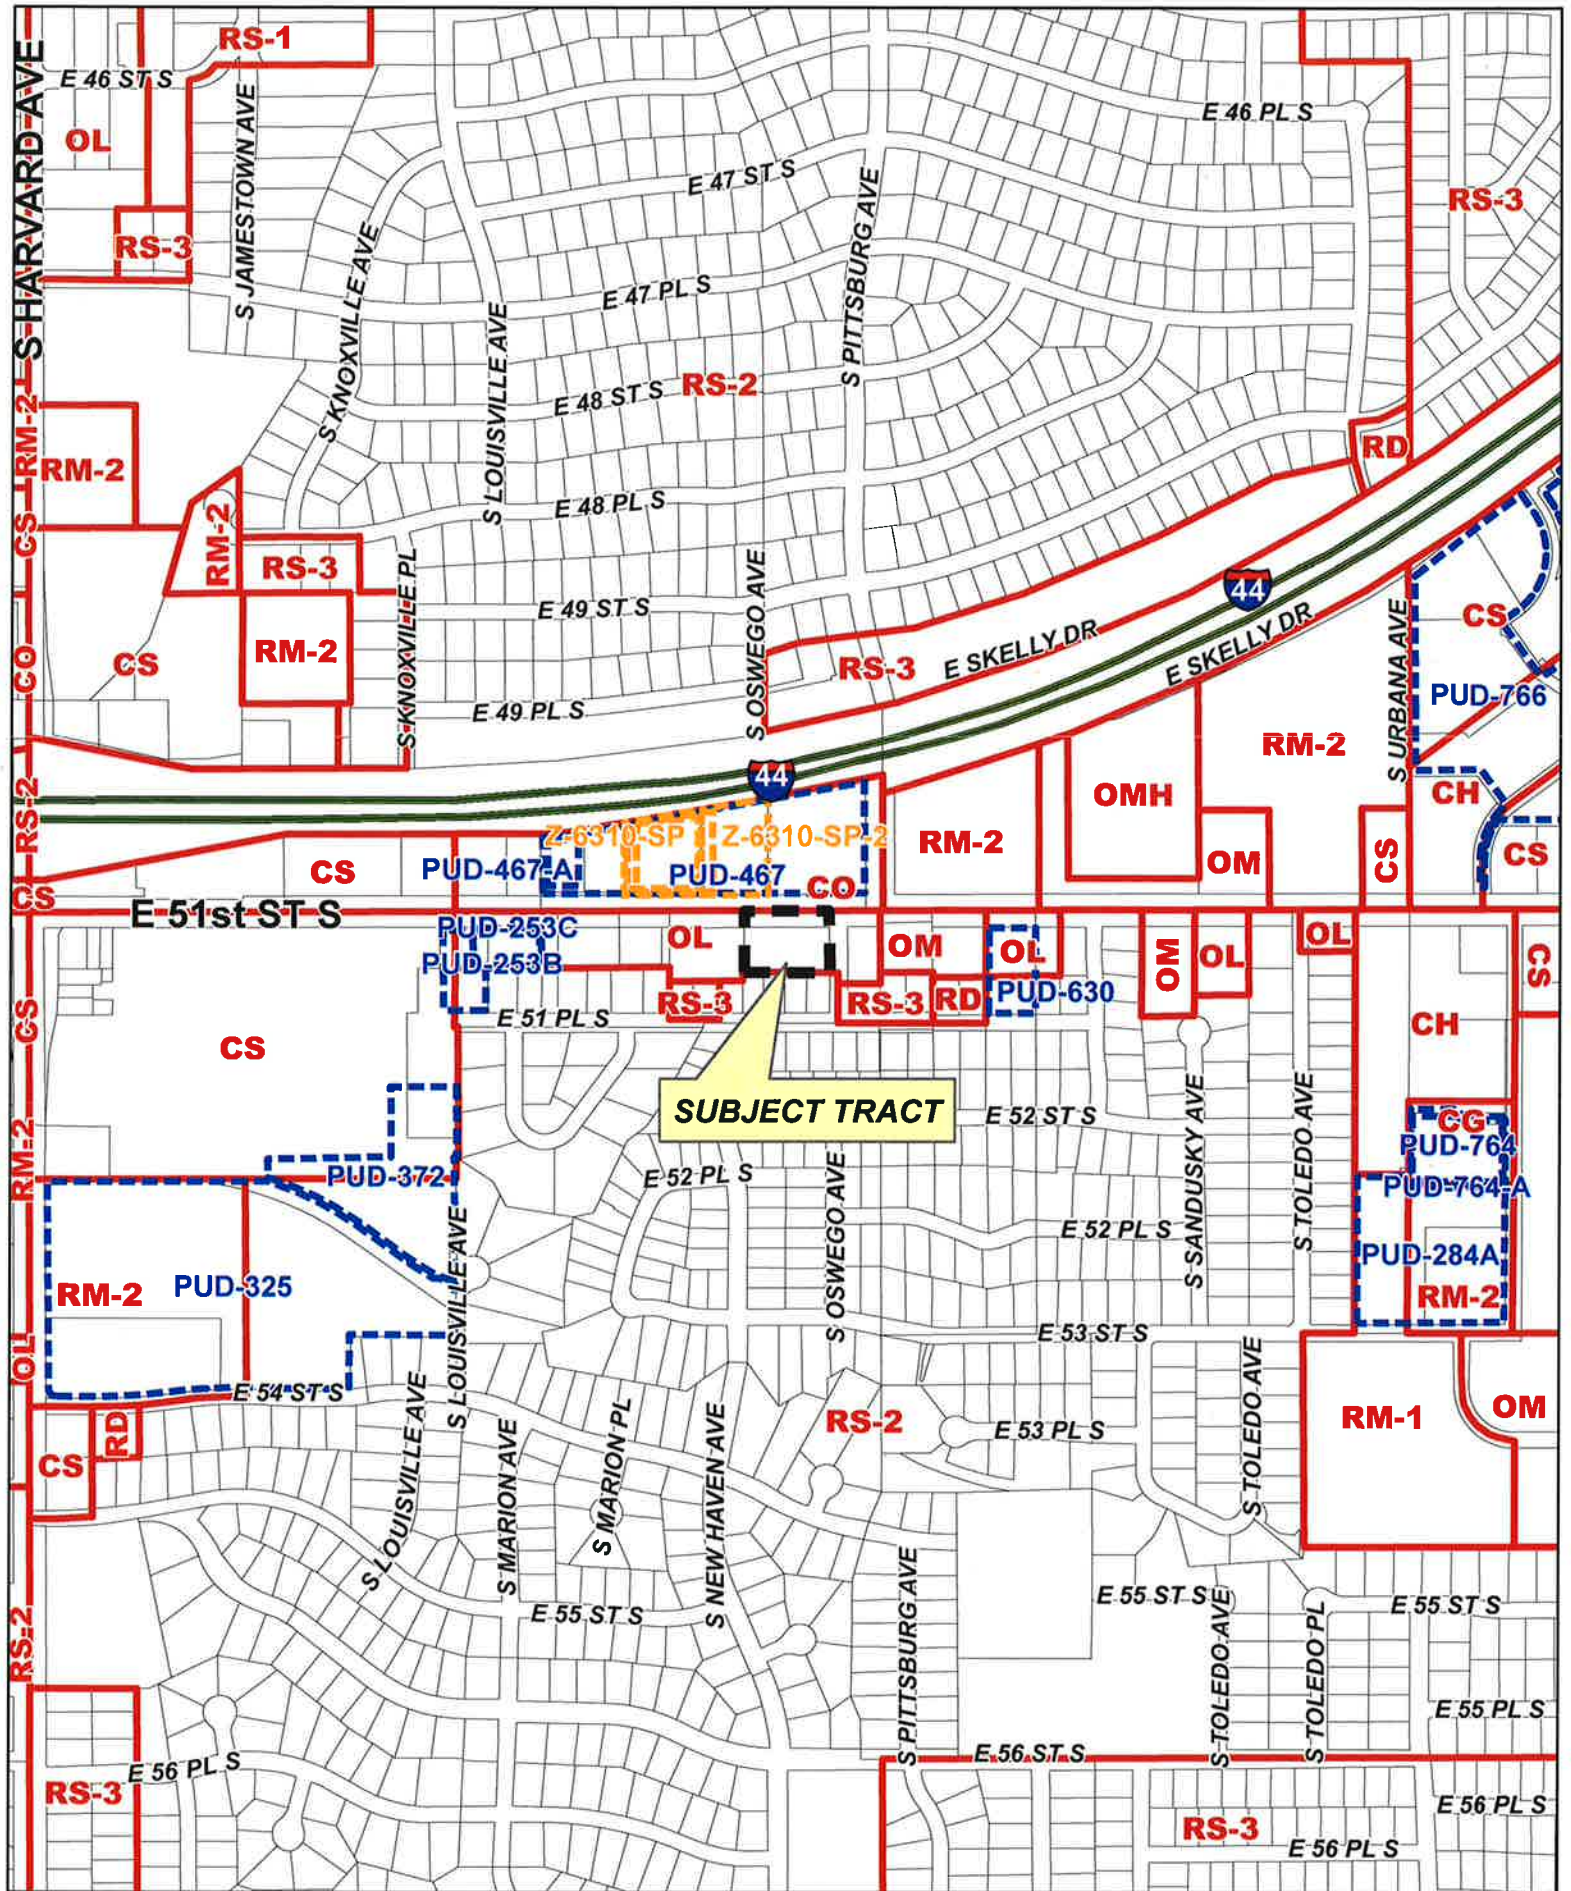 RS-1
E 46 ST S
S HARVARD AVE
OL
S JAMESTOWN AVE
E 46 PL S
E 47 ST S
S PITTSBURG AVE
RS-3
RS-3
S KNOXVILLE AVE
E 47 PL S
S LOUISVILLE AVE
RS-2
E 48 ST S
RM-2
RM-2
RD
E 48 PL S
CS
RM-2
RS-3
S KNOXVILLE PL
S OSWEGO AVE
44
E 49 ST S
CS
S URBANA AVE
CO
CS
RM-2
RS-3
E SKELLY DR
E SKELLY DR
PUD-766
E 49 PL S
RM-2
44
OMH
CH
RS-2
Z-6310-SP
Z-6310-SP-2
RM-2
OM
CS
CS
CS
PUD-467-A
PUD-467
CO
CS
E 51st ST S
PUD-253C
OL
OM
OL
OM
OL
OL
CS
PUD-253B
RS-3
RS-3
RD
PUD-630
E 51 PL S
CS
CS
CH
SUBJECT TRACT
E 52 ST S
S SANDUSKY AVE
S TOLEDO AVE
CG
PUD-764
RM-2
PUD-372
E 52 PL S
S OSWEGO AVE
PUD-764-A
E 52 PL S
S LOUISVILLE AVE
PUD-284A
RM-2
PUD-325
RM-2
OL
E 53 ST S
E 54 ST S
S LOUISVILLE AVE
S MARION AVE
S MARION PL
S NEW HAVEN AVE
RS-2
E 53 PL S
S TOLEDO AVE
RM-1
OM
RD
CS
S PITTSBURG AVE
E 55 ST S
E 55 ST S
S TOLEDO AVE
S TOLEDO PL
E 55 ST S
RS-2
E 55 PL S
E 56 ST S
E 56 PL S
RS-3
E 56 PL S
RS-3
E 56 PL S